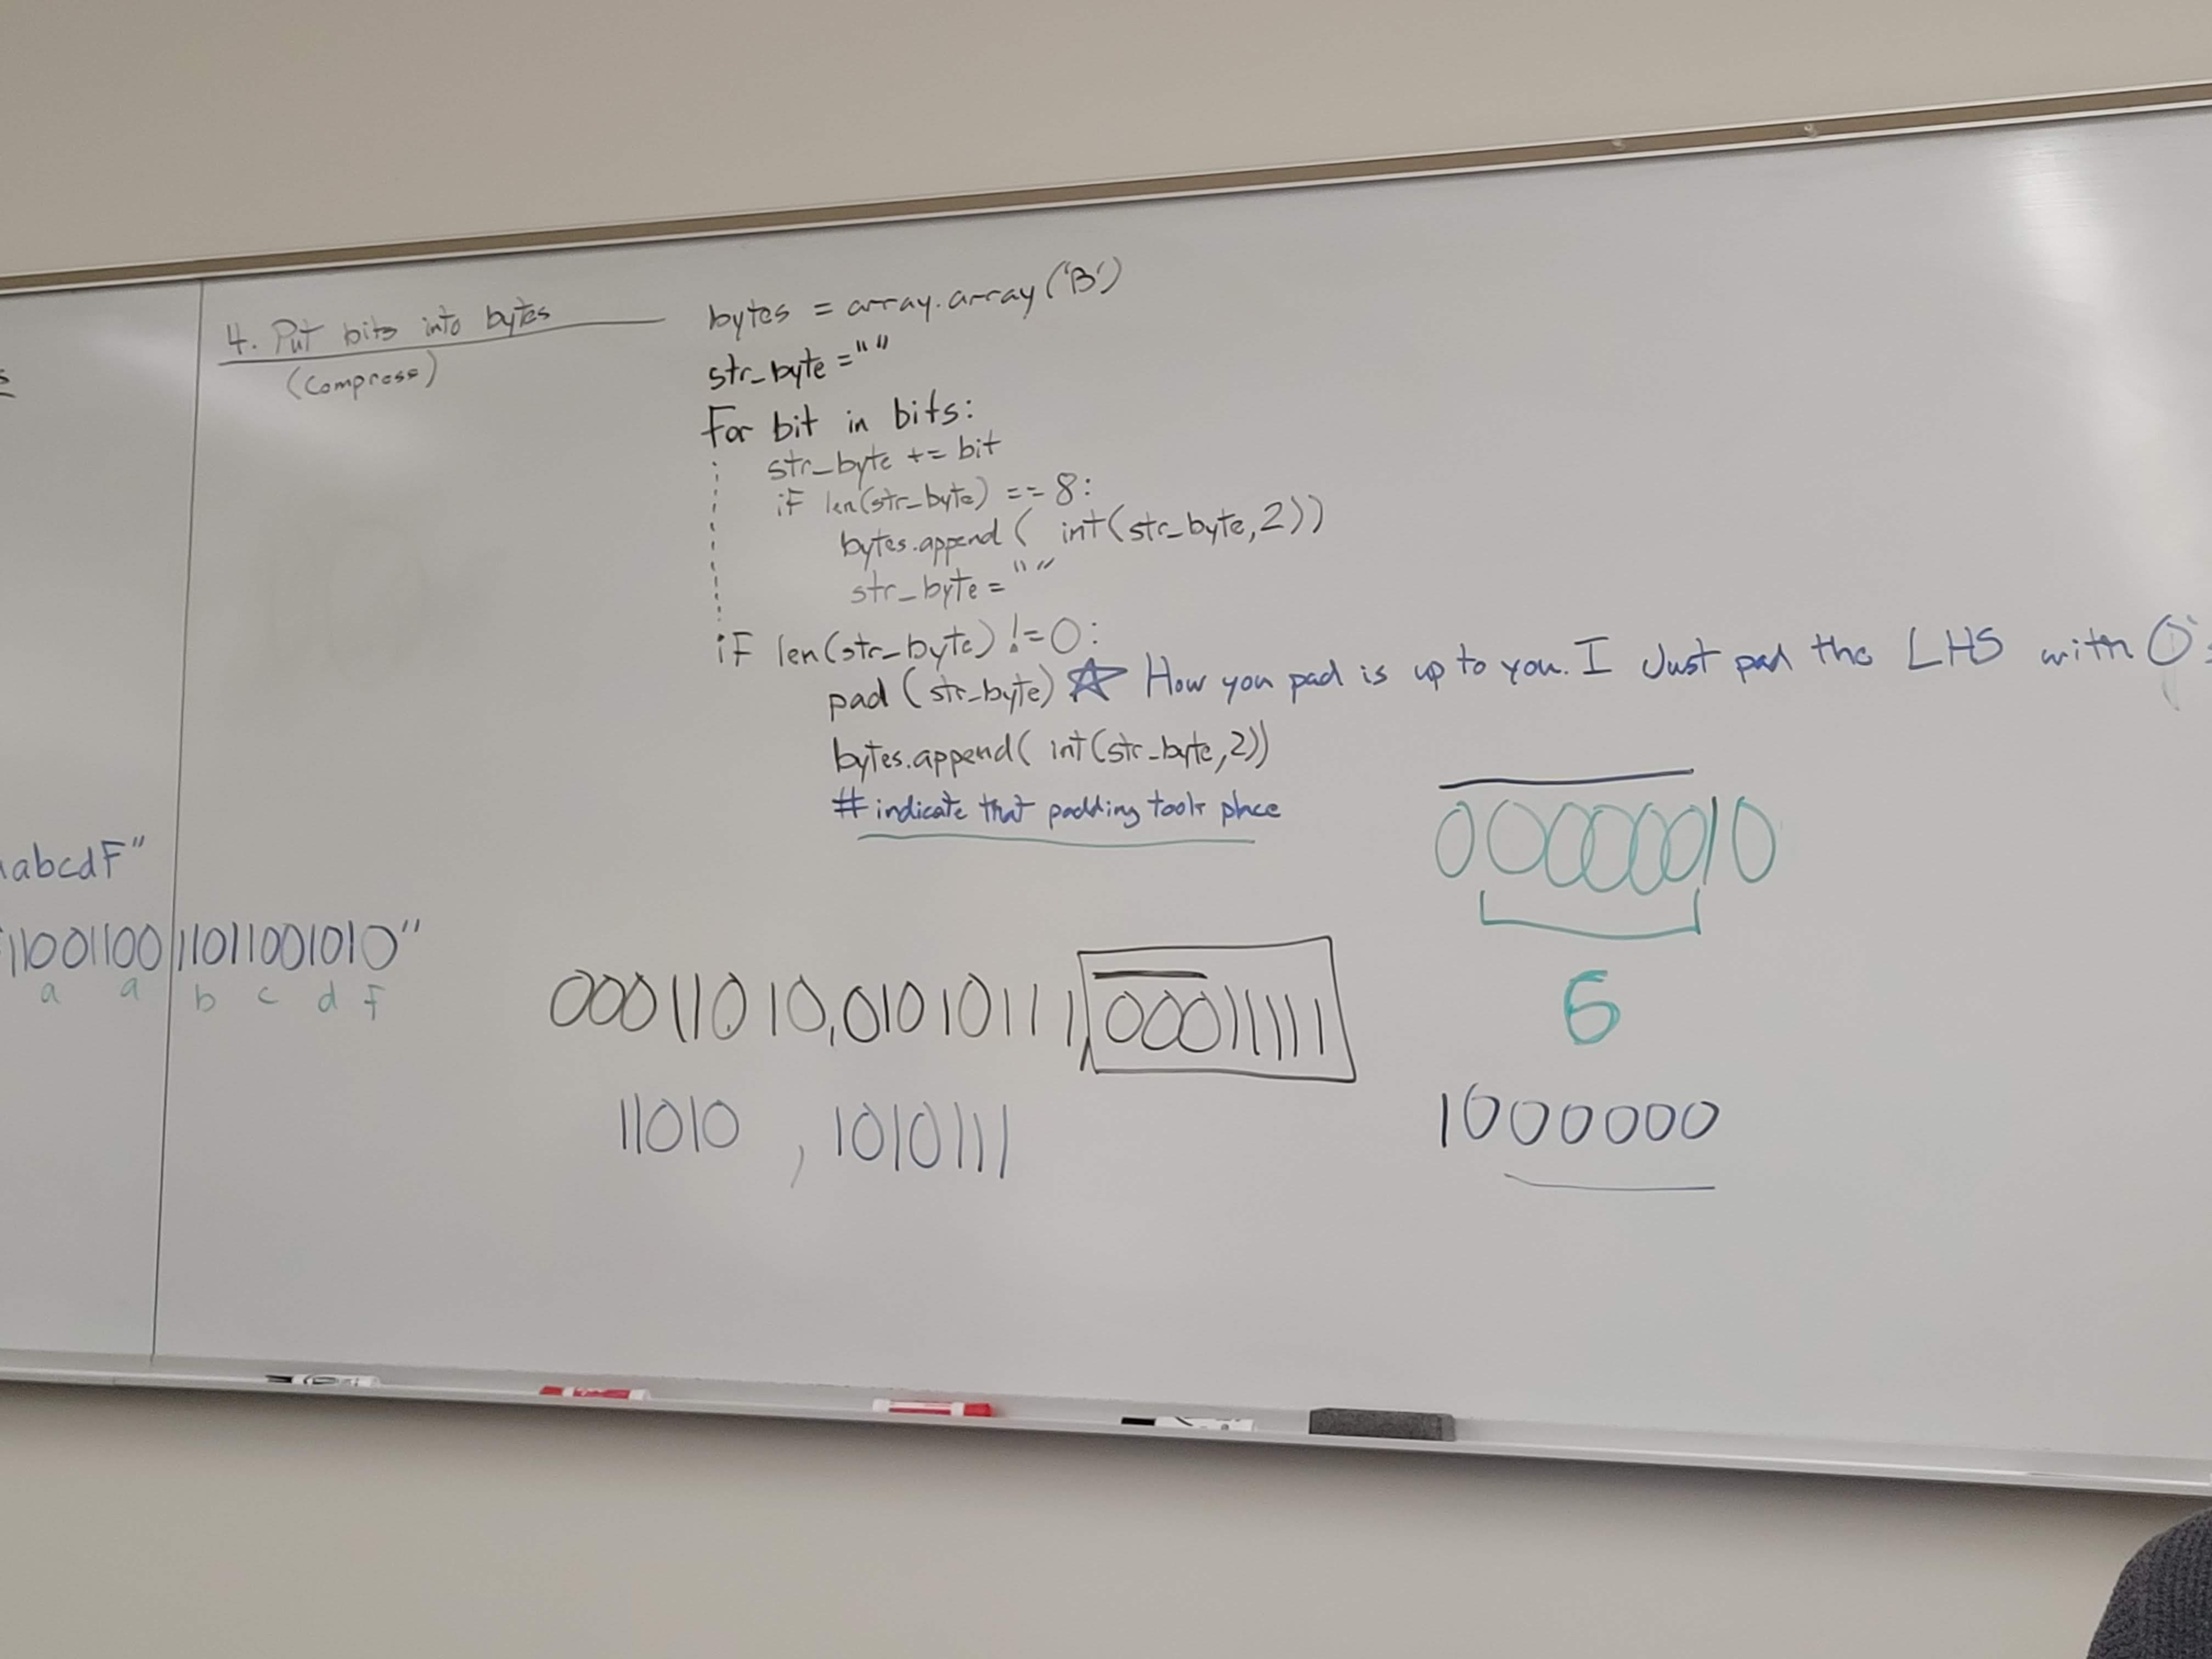 4. Put bits into bytes
(Compress)
bytes = array.array('B')
str_byte = ""
For bit in bits:
str_byte += bit
if len(str_byte) == 8:
bytes.append( int(str_byte,2))
str_byte = ""
if len(str_byte) != 0:
pad (str_byte) ☆ How you pad is up to you. I Just pad the LHS with 0's
bytes.append( int(str_byte,2))
# indicate that padding took place
abcdF"
11001100|11011001010"
a a b c d F
00011010,01010111,00011111
11010 , 1010111
00000010
6
1000000